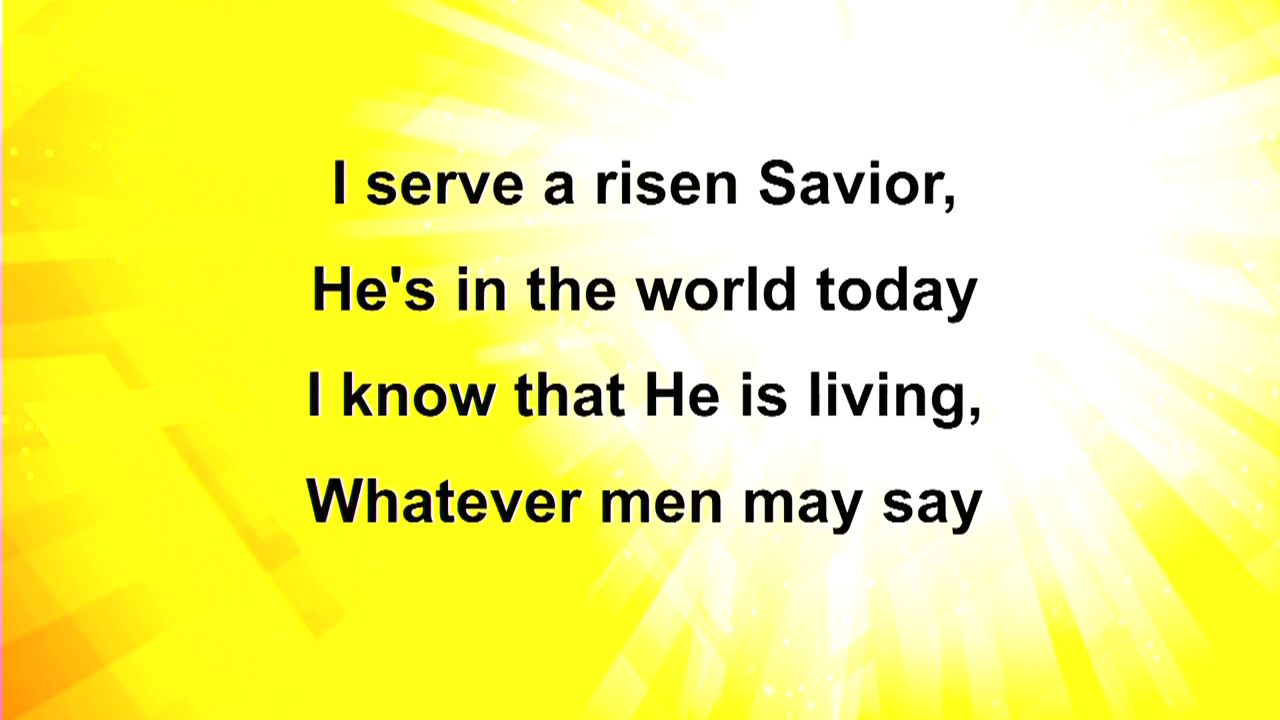 I serve a risen Savior,
He's in the world today
I know that He is living,
Whatever men may say